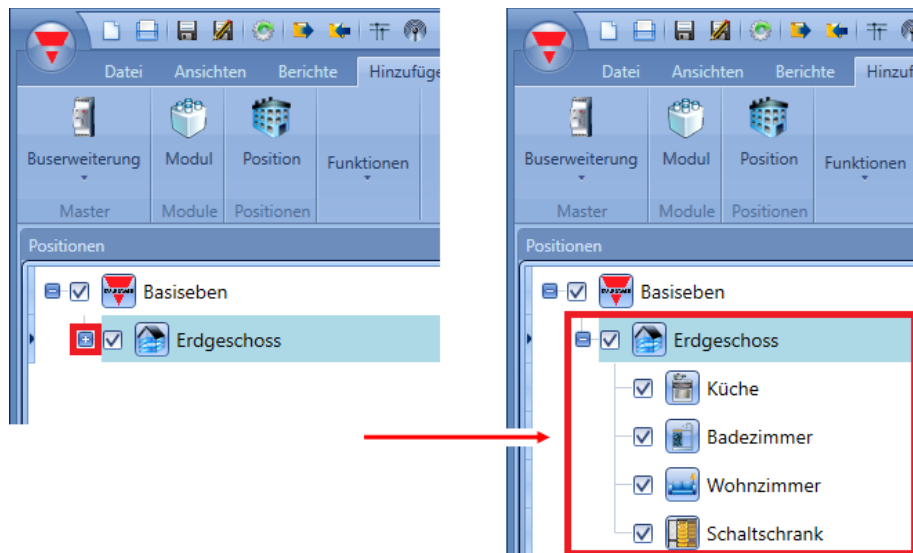 Datei Ansichten Berichte Hinzufüge
Buserweiterung Modul Position Funktionen
Master Module Positionen
Positionen
Basiseben
Erdgeschoss
Datei Ansichten Berichte Hinzuf
Buserweiterung Modul Position Funktionen
Master Module Positionen
Positionen
Basiseben
Erdgeschoss
Küche
Badezimmer
Wohnzimmer
Schaltschrank